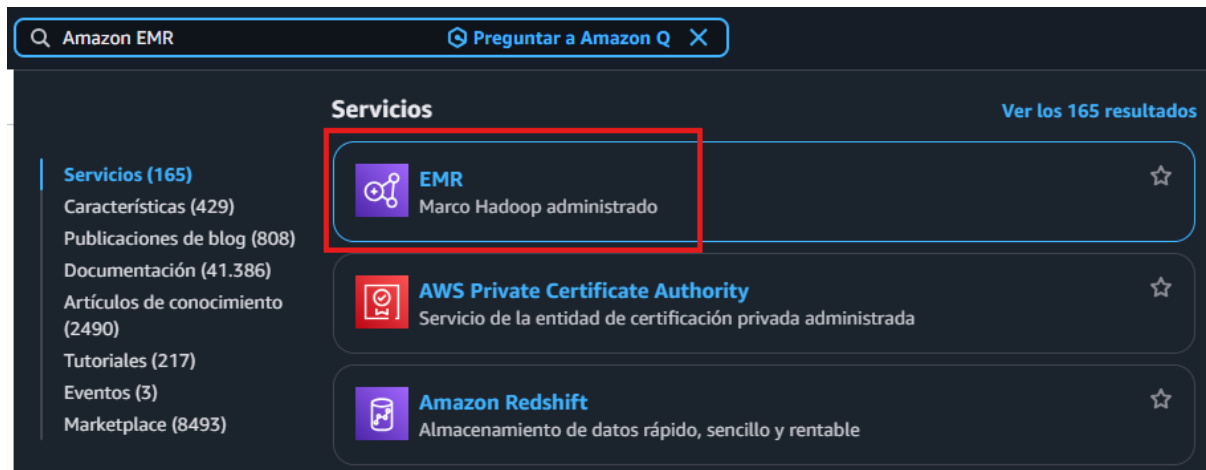 Amazon EMR
Preguntar a Amazon Q
Servicios
Ver los 165 resultados
Servicios (165)
Características (429)
Publicaciones de blog (808)
Documentación (41.386)
Artículos de conocimiento
(2490)
Tutoriales (217)
Eventos (3)
Marketplace (8493)
EMR
Marco Hadoop administrado
AWS Private Certificate Authority
Servicio de la entidad de certificación privada administrada
Amazon Redshift
Almacenamiento de datos rápido, sencillo y rentable